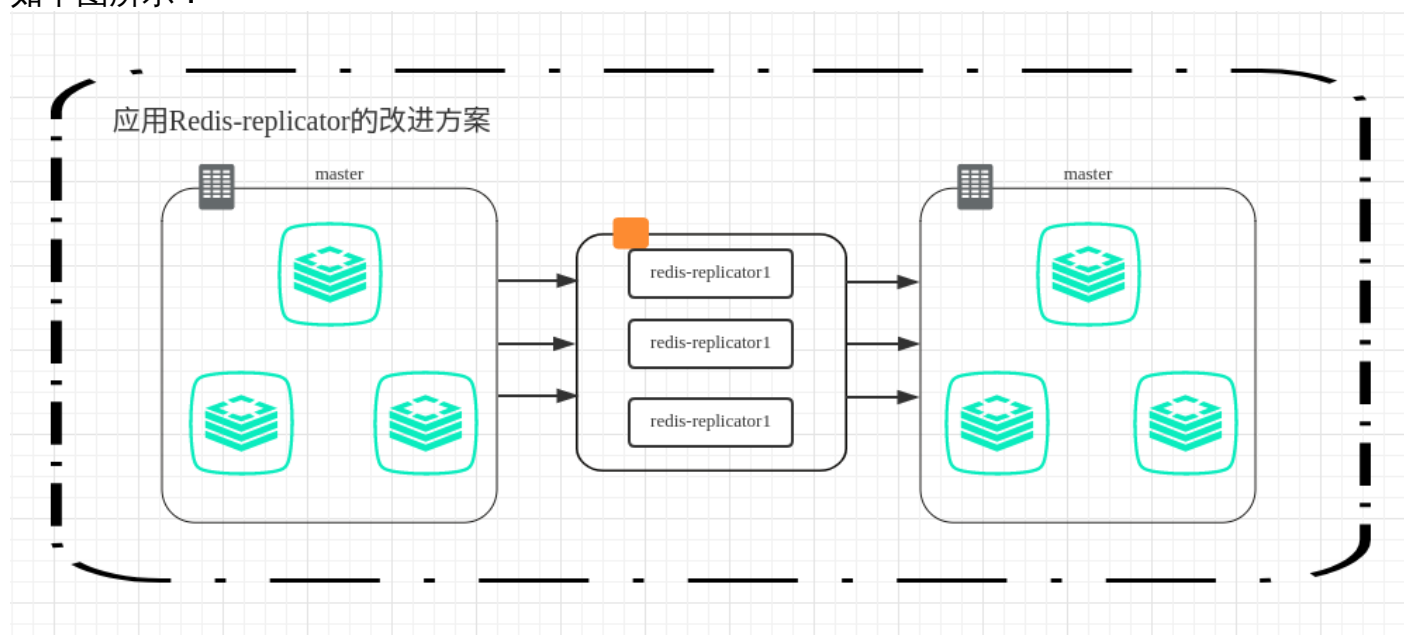 如下图所示：
应用Redis-replicator的改进方案
master
master
redis-replicator1
redis-replicator1
redis-replicator1